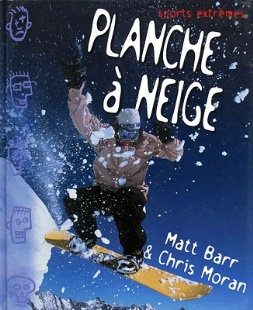 sports extrêmes
PLANCHE
à NEIGE
Matt Barr
& Chris Moran